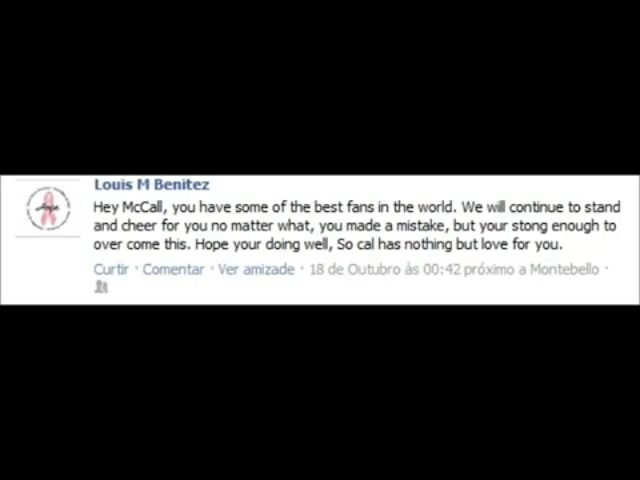 Louis M Benitez
Hey McCall, you have some of the best fans in the world. We will continue to stand
and cheer for you no matter what, you made a mistake, but your stong enough to
over come this. Hope your doing well, So cal has nothing but love for you.
Curtir · Comentar · Ver amizade · 18 de Outubro às 00:42 próximo a Montebello ·